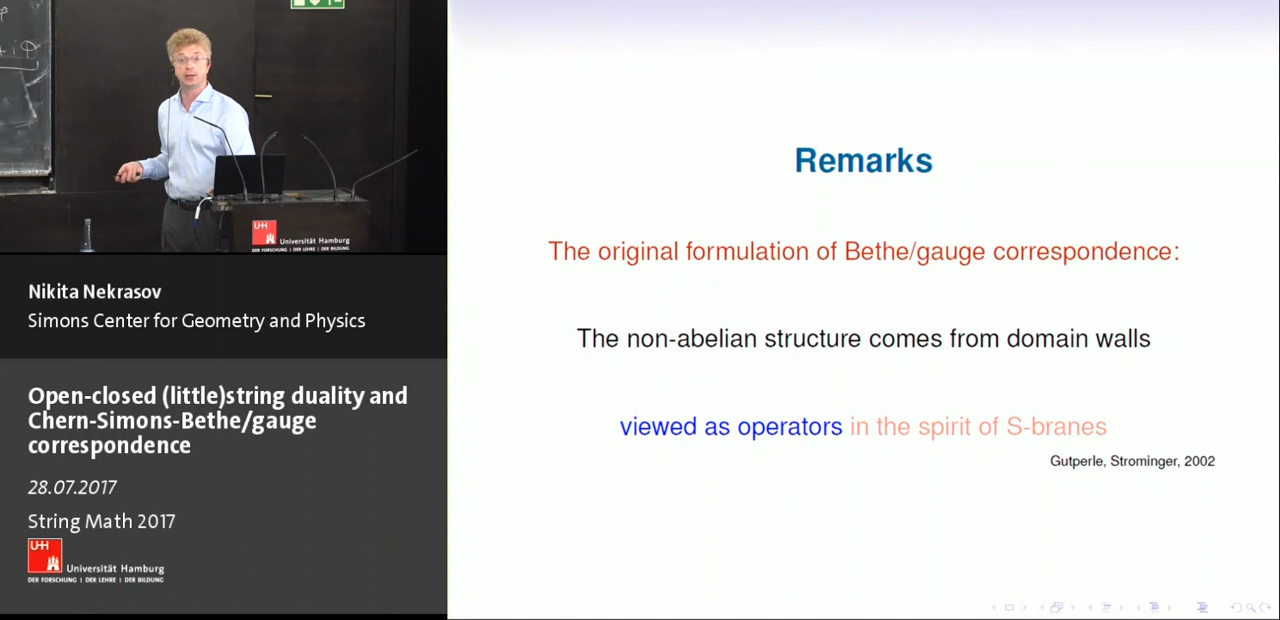 U·H
Universität Hamburg
DER FORSCHUNG | DER LEHRE | DER BILDUNG
Nikita Nekrasov
Simons Center for Geometry and Physics
Open-closed (little)string duality and
Chern-Simons-Bethe/gauge
correspondence
28.07.2017
String Math 2017
U·H
Universität Hamburg
DER FORSCHUNG | DER LEHRE | DER BILDUNG
Remarks
The original formulation of Bethe/gauge correspondence:
The non-abelian structure comes from domain walls
viewed as operators in the spirit of S-branes
Gutperle, Strominger, 2002